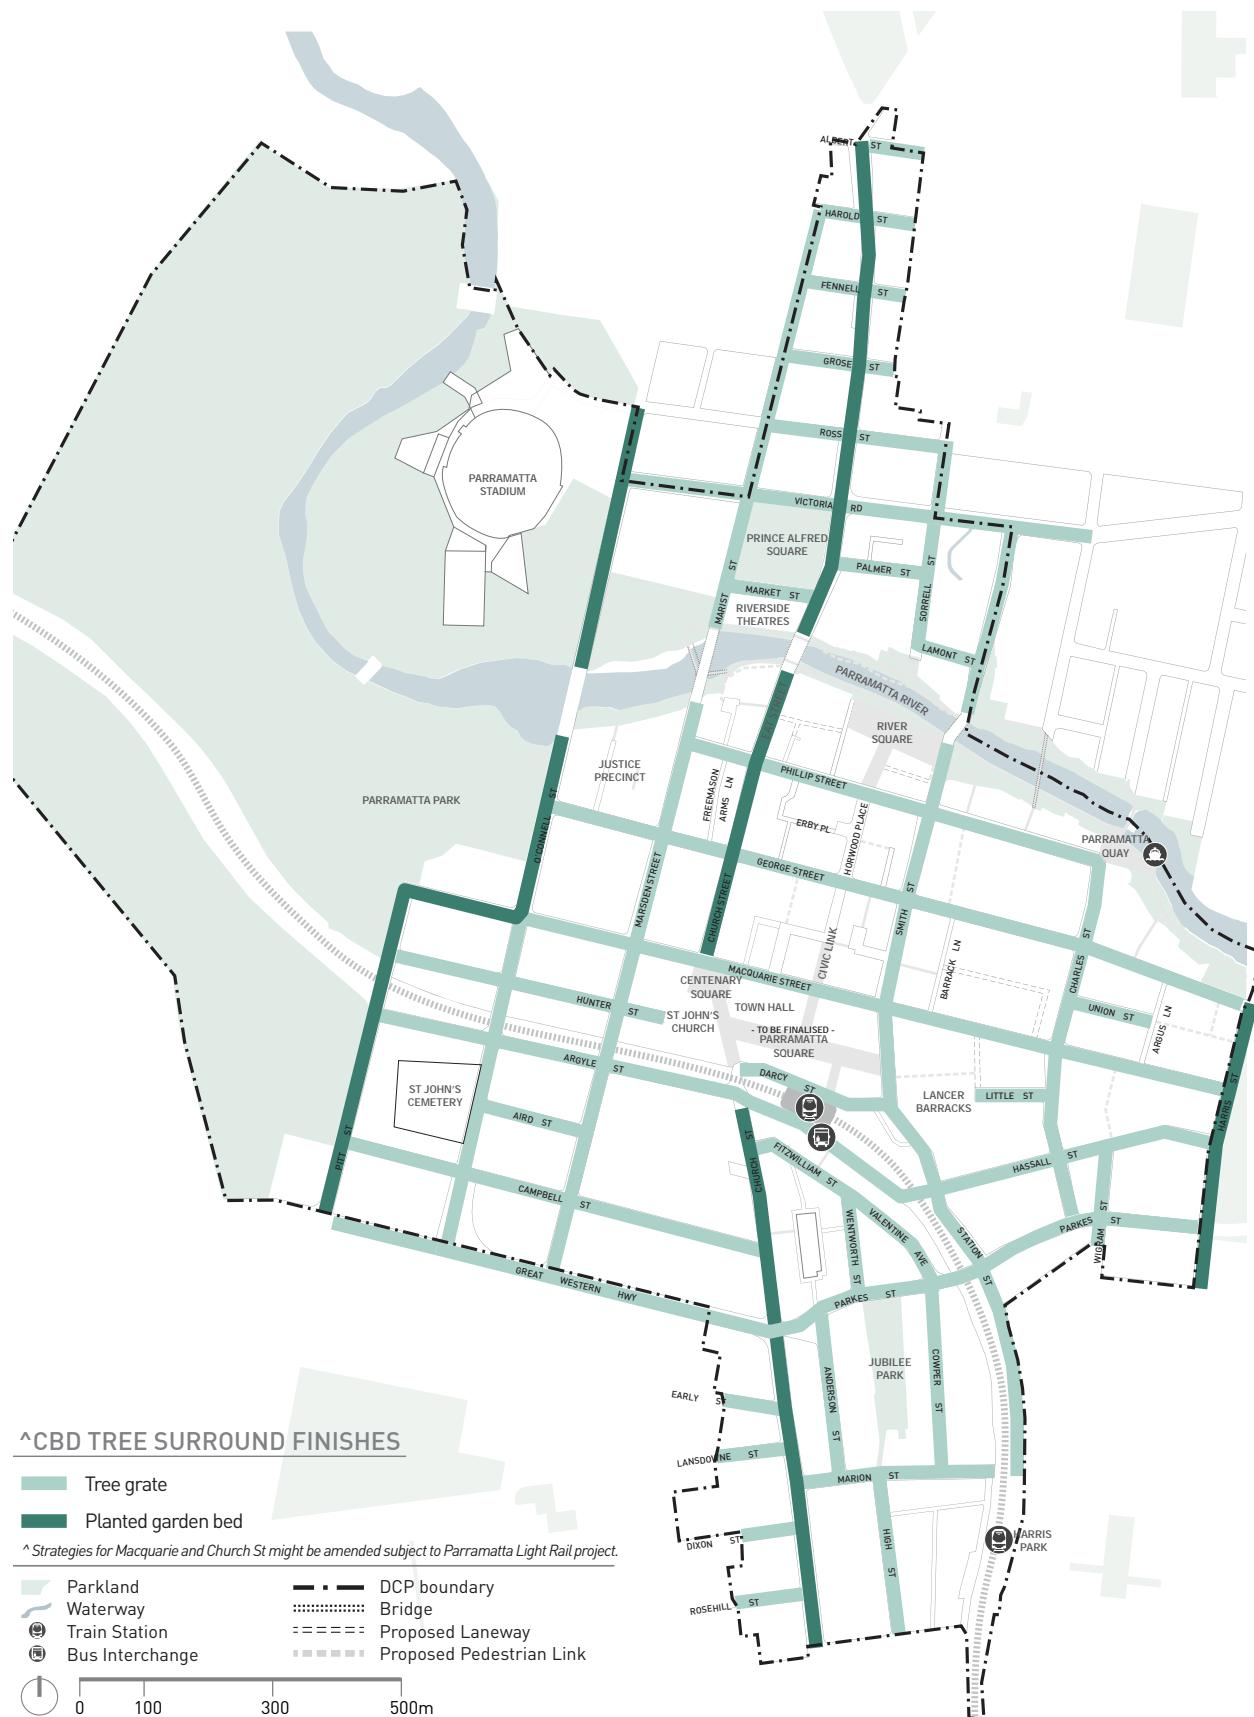 ALBERT ST
HAROLD ST
FENNELL ST
GROSE ST
ROSS ST
PARRAMATTA
STADIUM
VICTORIA RD
PRINCE ALFRED
SQUARE
PALMER ST
MARKET ST
MARIST ST
SORRELL ST
RIVERSIDE
THEATRES
LAMONT ST
PARRAMATTA RIVER
EAT STREET
RIVER
SQUARE
JUSTICE
PRECINCT
PHILLIP STREET
PARRAMATTA PARK
FREEMASON
ARMS LN
ERBY PL
HORWOOD PLACE
O'CONNELL ST
PARRAMATTA
QUAY
MARSDEN STREET
GEORGE STREET
CHURCH STREET
SMITH ST
CIVIC LINK
BARRACK LN
CHARLES ST
MACQUARIE STREET
CENTENARY
SQUARE
TOWN HALL
HUNTER ST
ST JOHN'S
CHURCH
- TO BE FINALISED -
PARRAMATTA
SQUARE
UNION ST
ARGUS LN
ARGYLE ST
DARCY ST
ST JOHN'S
CEMETERY
LANCER
BARRACKS
LITTLE ST
HARRIS ST
AIRD ST
PITT ST
CHURCH ST
FITZWILLIAM ST
HASSALL ST
CAMPBELL ST
WENTWORTH ST
VALENTINE AVE
STATION ST
PARKES ST
WIGRAM ST
GREAT WESTERN HWY
PARKES ST
JUBILEE
PARK
ANDERSON ST
COWPER ST
EARLY ST
LANSDOWNE ST
MARION ST
HIGH ST
DIXON ST
HARRIS
PARK
ROSEHILL ST
^CBD TREE SURROUND FINISHES
Tree grate
Planted garden bed
^ Strategies for Macquarie and Church St might be amended subject to Parramatta Light Rail project.
Parkland
Waterway
Train Station
Bus Interchange
DCP boundary
Bridge
Proposed Laneway
Proposed Pedestrian Link
0 100 300 500m